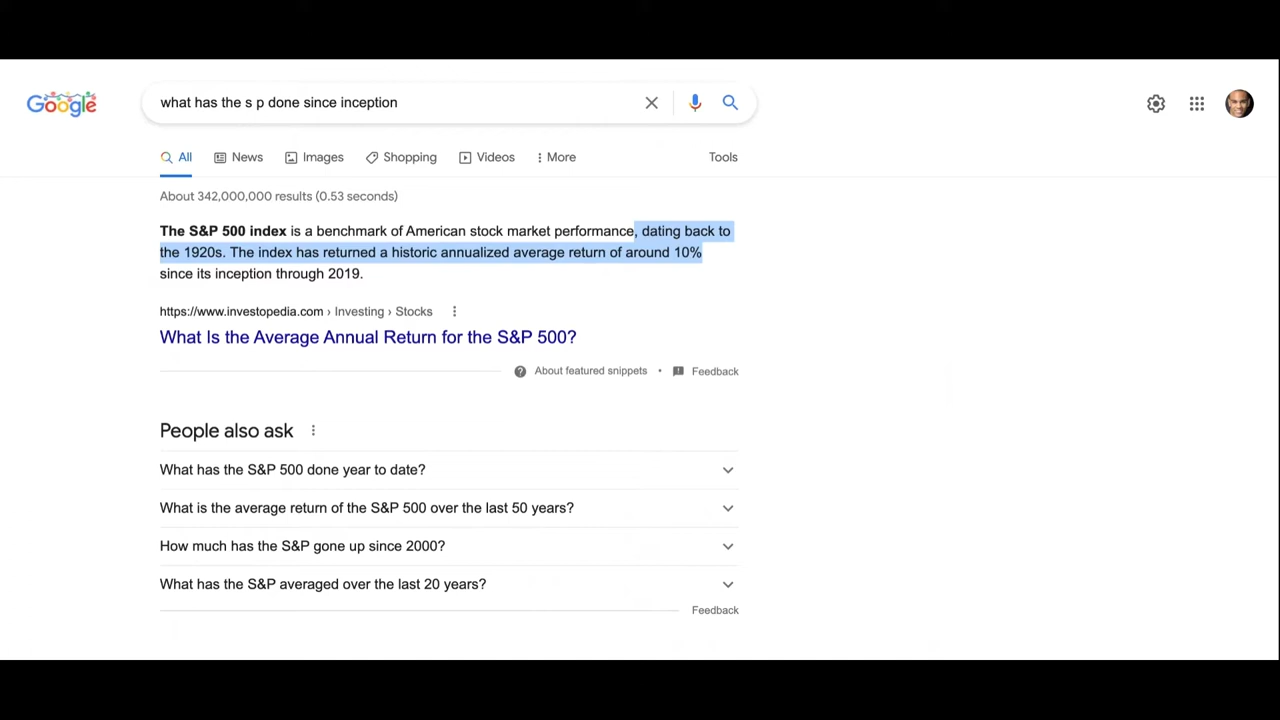 Google
what has the s p done since inception
All
News
Images
Shopping
Videos
More
Tools
About 342,000,000 results (0.53 seconds)
The S&P 500 index is a benchmark of American stock market performance, dating back to
the 1920s. The index has returned a historic annualized average return of around 10%
since its inception through 2019.
https://www.investopedia.com › Investing › Stocks
What Is the Average Annual Return for the S&P 500?
About featured snippets • Feedback
People also ask
What has the S&P 500 done year to date?
What is the average return of the S&P 500 over the last 50 years?
How much has the S&P gone up since 2000?
What has the S&P averaged over the last 20 years?
Feedback